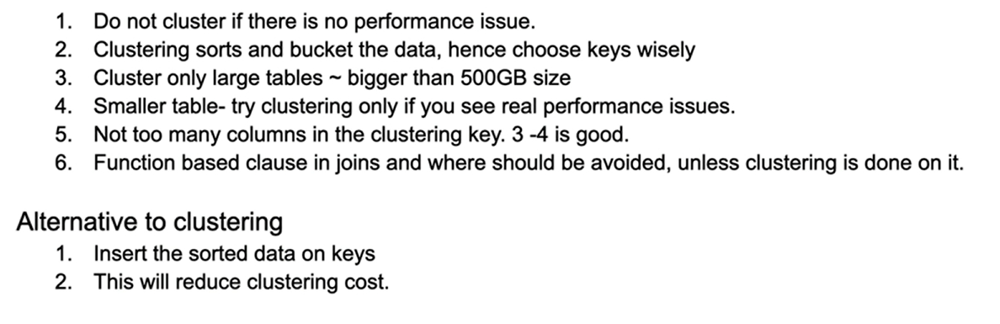 1. Do not cluster if there is no performance issue.
2. Clustering sorts and bucket the data, hence choose keys wisely
3. Cluster only large tables ~ bigger than 500GB size
4. Smaller table- try clustering only if you see real performance issues.
5. Not too many columns in the clustering key. 3 -4 is good.
6. Function based clause in joins and where should be avoided, unless clustering is done on it.
Alternative to clustering
1. Insert the sorted data on keys
2. This will reduce clustering cost.